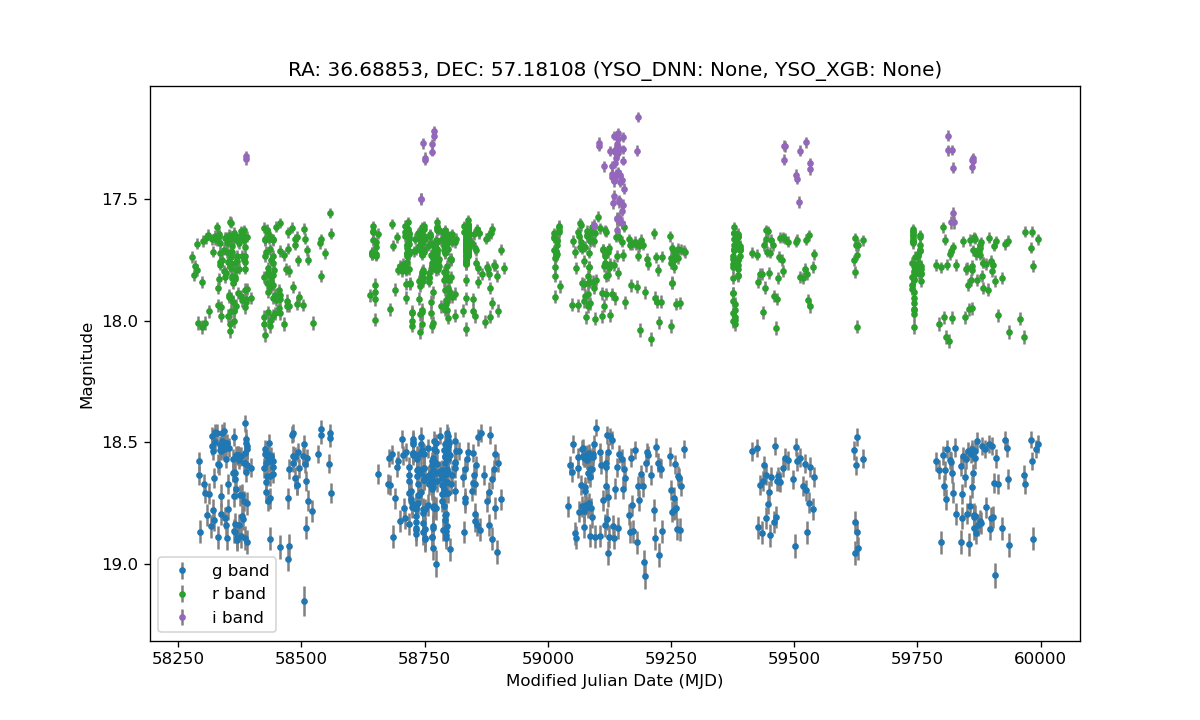 RA: 36.68853, DEC: 57.18108 (YSO_DNN: None, YSO_XGB: None)
17.5
18.0
18.5
19.0
Magnitude
g band
r band
i band
58250 58500 58750 59000 59250 59500 59750 60000
Modified Julian Date (MJD)